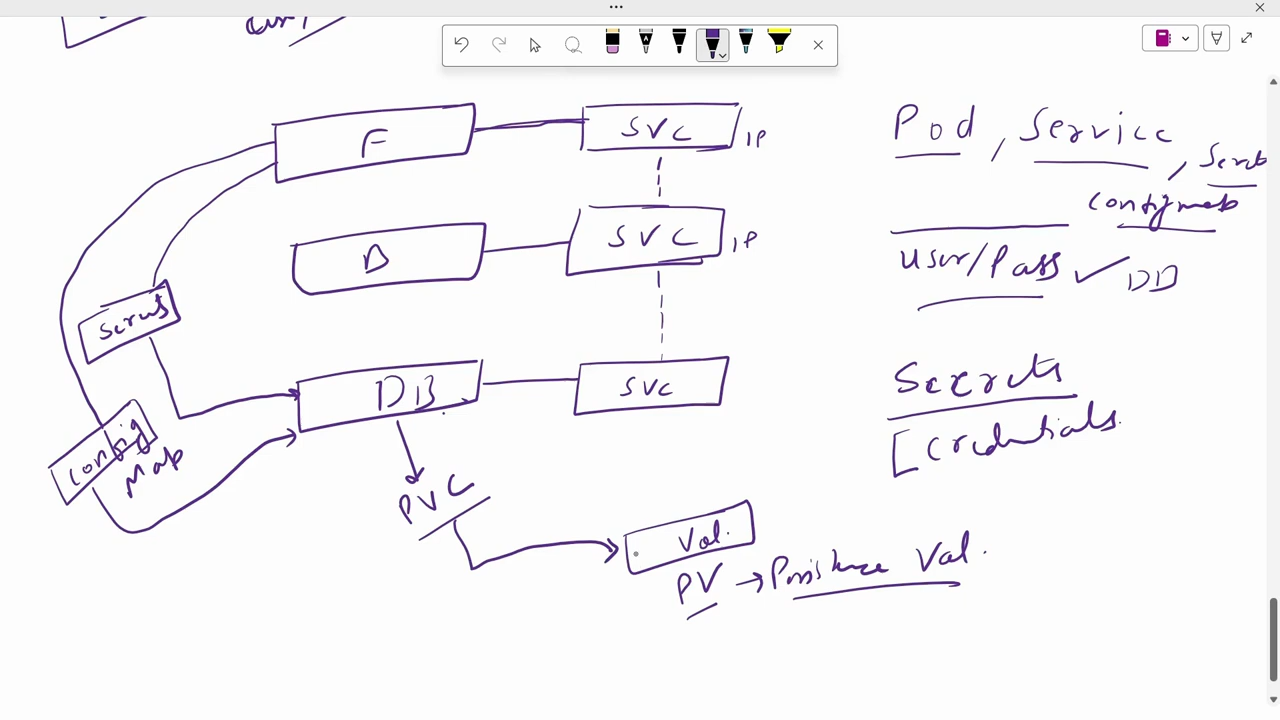 F
SVC
IP
Pod, Service
, Secrets
configmap
B
SVC
IP
User/Pass ✓ DB
Secrets
DB
SVC
Secrets
[Credentials.
Config
Map
PVC
Vol.
PV → Persistence Vol.